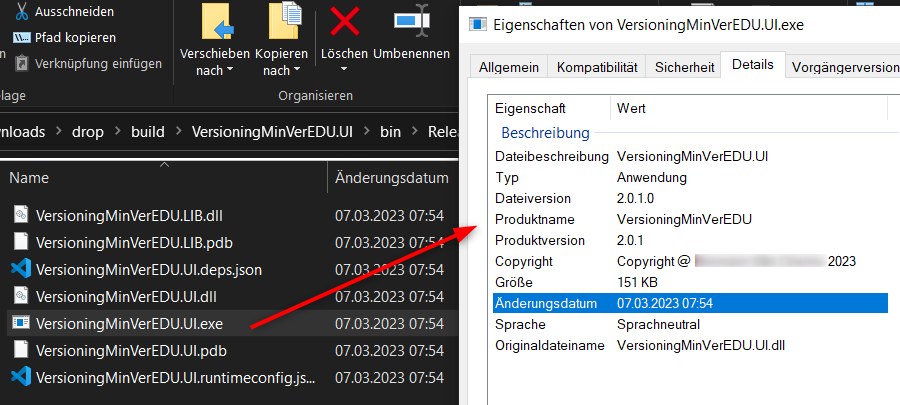 Ausschneiden
Pfad kopieren
Verknüpfung einfügen
Verschieben nach
Kopieren nach
Löschen
Umbenennen
Organisieren
drop > build > VersioningMinVerEDU.UI > bin >
Name Änderungsdatum
VersioningMinVerEDU.LIB.dll 07.03.2023 07:54
VersioningMinVerEDU.LIB.pdb 07.03.2023 07:54
VersioningMinVerEDU.UI.deps.json 07.03.2023 07:54
VersioningMinVerEDU.UI.dll 07.03.2023 07:54
VersioningMinVerEDU.UI.exe 07.03.2023 07:54
VersioningMinVerEDU.UI.pdb 07.03.2023 07:54
VersioningMinVerEDU.UI.runtimeconfig.js... 07.03.2023 07:54
Eigenschaften von VersioningMinVerEDU.UI.exe
Allgemein Kompatibilität Sicherheit Details Vorgängerversion
Eigenschaft Wert
Beschreibung
Dateibeschreibung VersioningMinVerEDU.UI
Typ Anwendung
Dateiversion 2.0.1.0
Produktname VersioningMinVerEDU
Produktversion 2.0.1
Copyright Copyright @ 2023
Größe 151 KB
Änderungsdatum 07.03.2023 07:54
Sprache Sprachneutral
Originaldateiname VersioningMinVerEDU.UI.dll